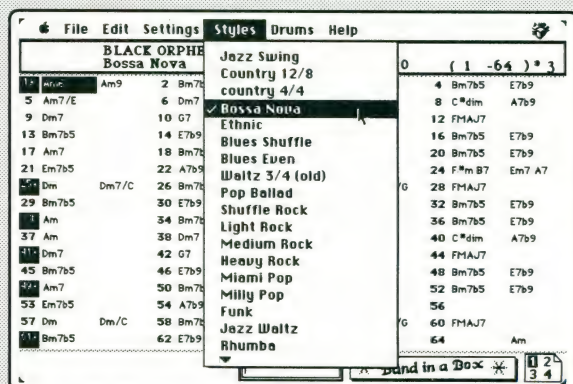 File Edit Settings Styles Drums Help
BLACK ORPHE
Bossa Nova
0 ( 1 -64 )* 3
Am9 2 Bm7b
5 Am7/E 6 Dm7
9 Dm7 10 G7
13 Bm7b5 14 E7b9
17 Am7 18 Bm7b
21 Em7b5 22 A7b9
Dm Dm7/C 26 Bm7b
29 Bm7b5 30 E7b9
Am 34 Bm7b
37 Am 38 Dm7
Dm7 42 G7
45 Bm7b5 46 E7b9
Am7 50 Bm7b
53 Em7b5 54 A7b9
57 Dm Dm/C 58 Bm7b
Bm7b5 62 E7b9
Jazz Swing
Country 12/8
country 4/4
✓ Bossa Nova
Ethnic
Blues Shuffle
Blues Even
Waltz 3/4 (old)
Pop Ballad
Shuffle Rock
Light Rock
Medium Rock
Heavy Rock
Miami Pop
Milly Pop
Funk
Jazz Waltz
Rhumba
4 Bm7b5 E7b9
8 C#dim A7b9
12 FMAJ7
16 Bm7b5 E7b9
20 Bm7b5 E7b9
24 F#m B7 Em7 A7
/G 28 FMAJ7
32 Bm7b5 E7b9
36 Bm7b5 E7b9
40 C#dim A7b9
44 FMAJ7
48 Bm7b5 E7b9
52 Bm7b5 E7b9
56
/G 60 FMAJ7
64 Am
Band in a Box
1 2
3 4